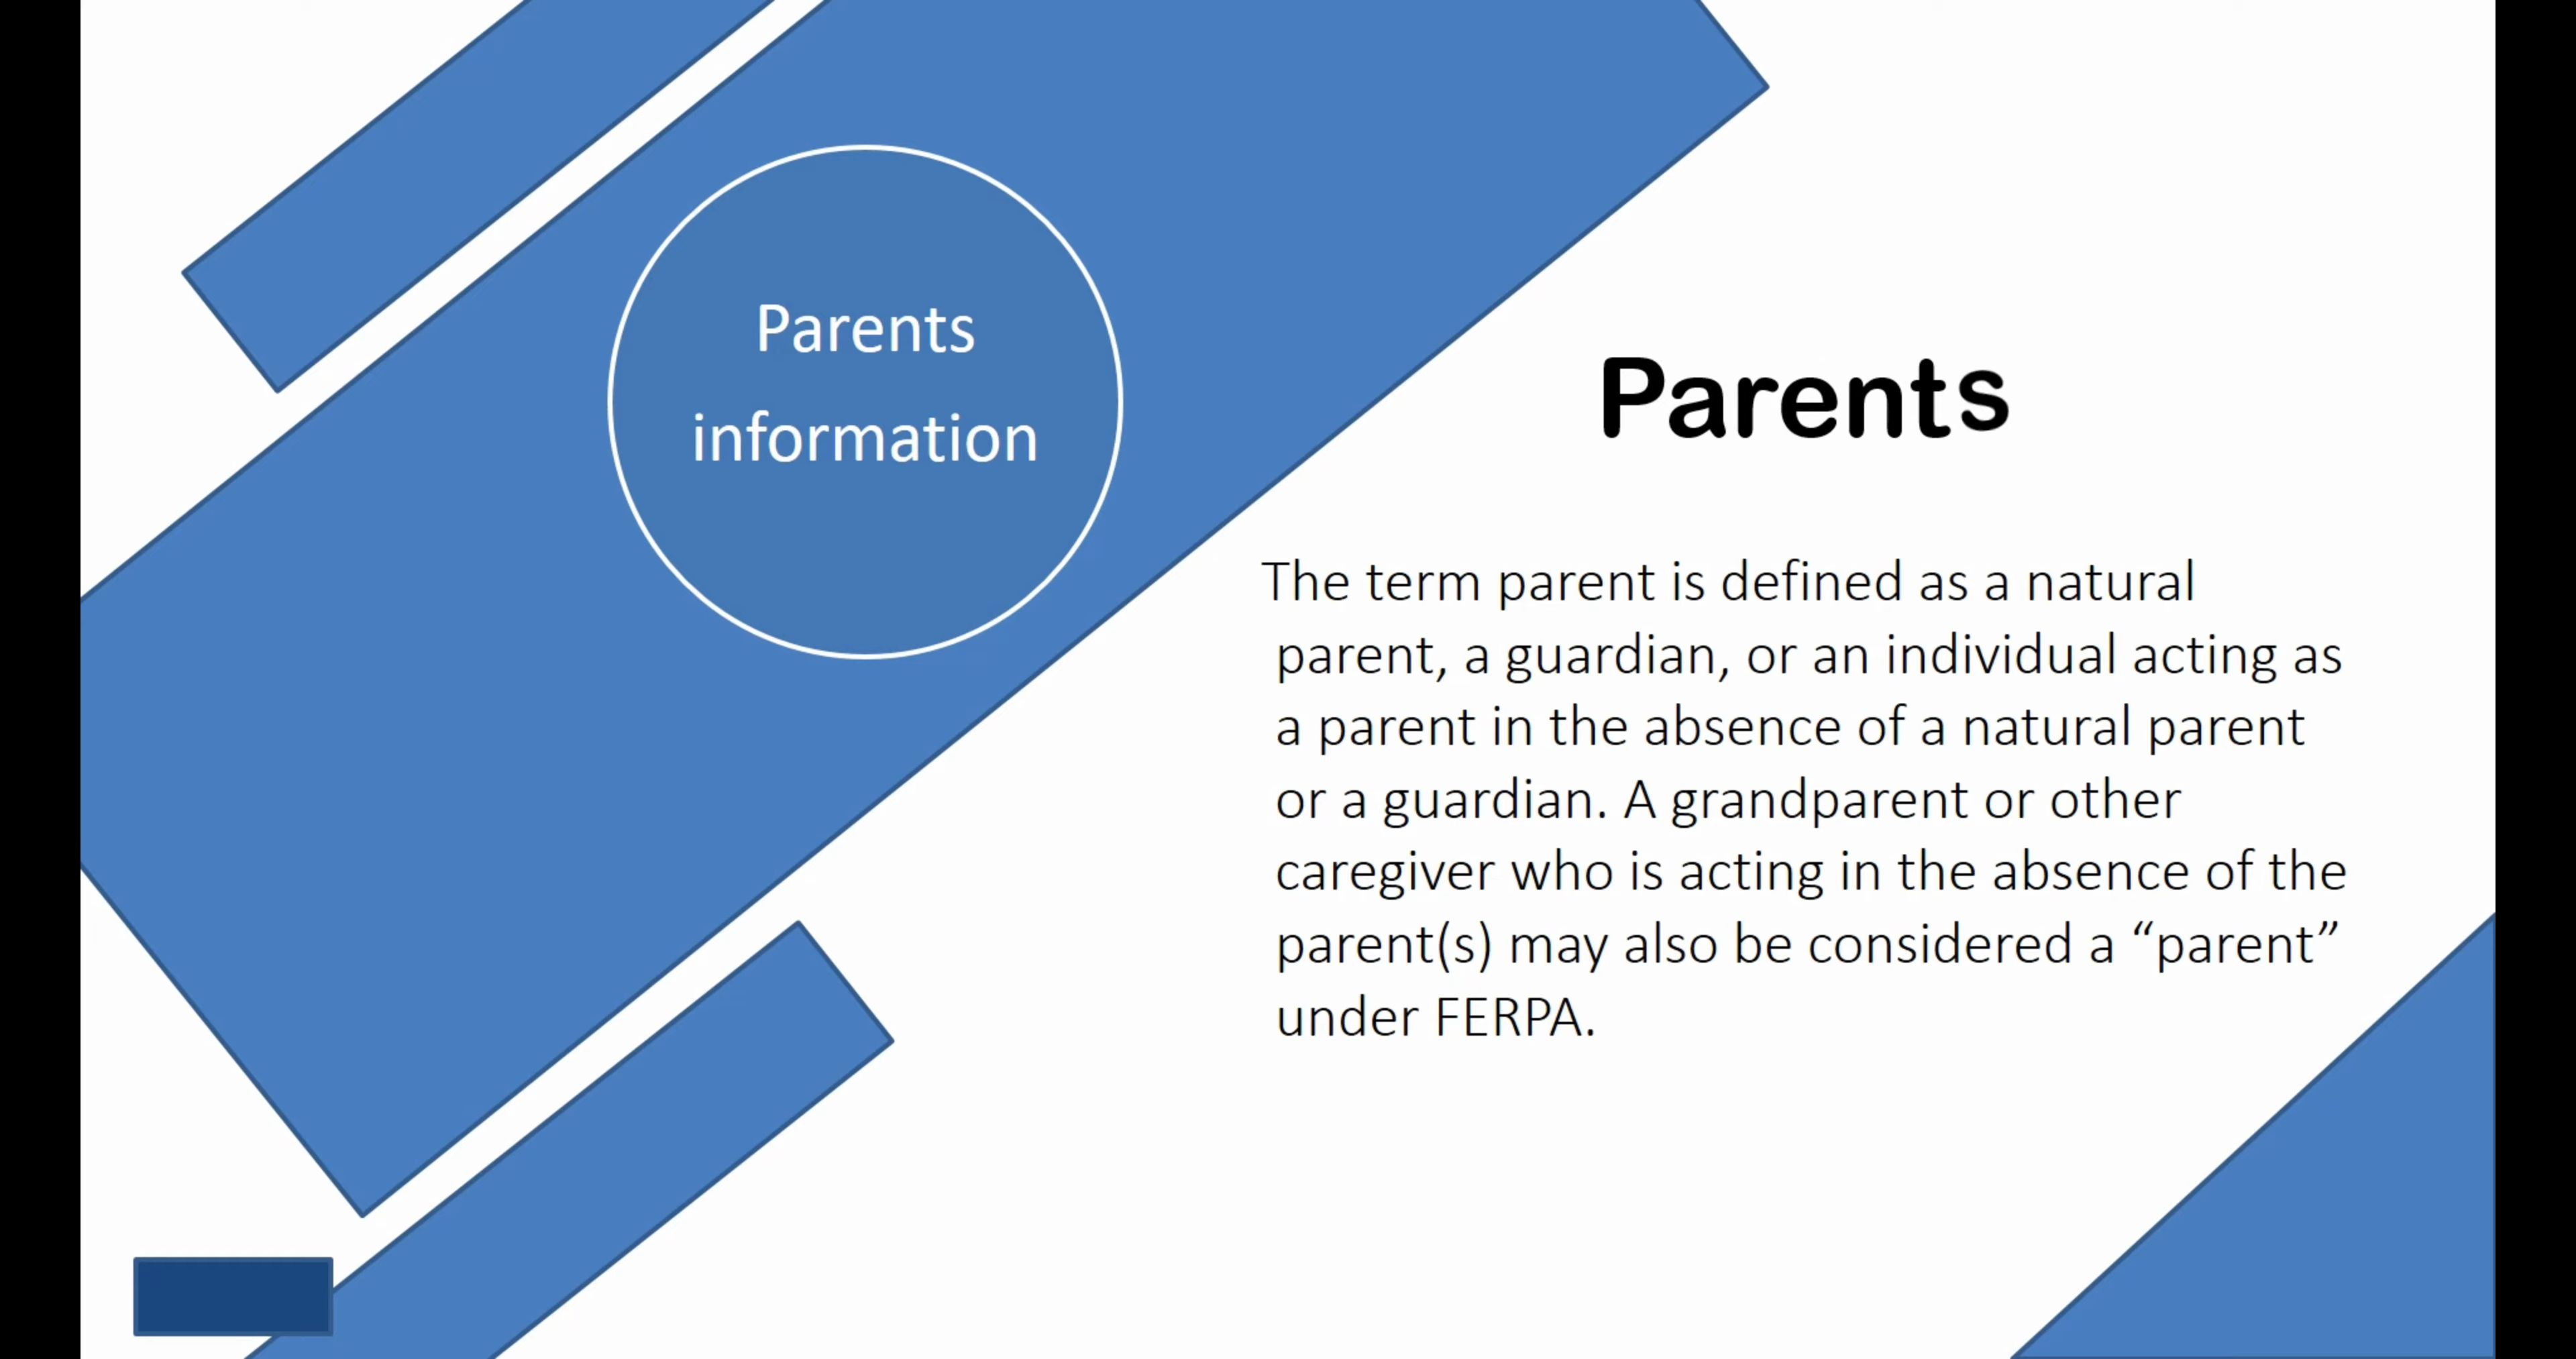 Parents
information
Parents
The term parent is defined as a natural
parent, a guardian, or an individual acting as
a parent in the absence of a natural parent
or a guardian. A grandparent or other
caregiver who is acting in the absence of the
parent(s) may also be considered a “parent”
under FERPA.